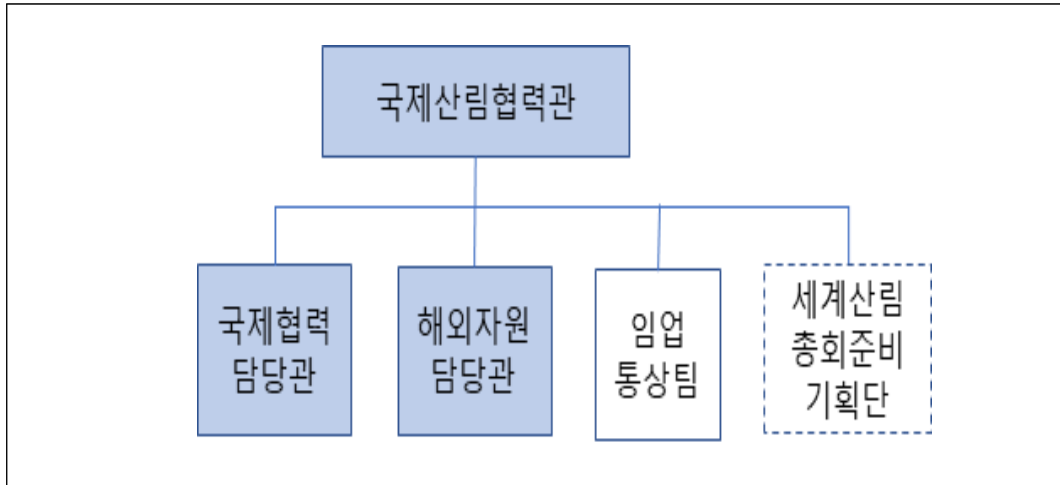 국제산림협력관
국제협력
담당관
해외자원
담당관
임업
통상팀
세계산림
총회준비
기획단